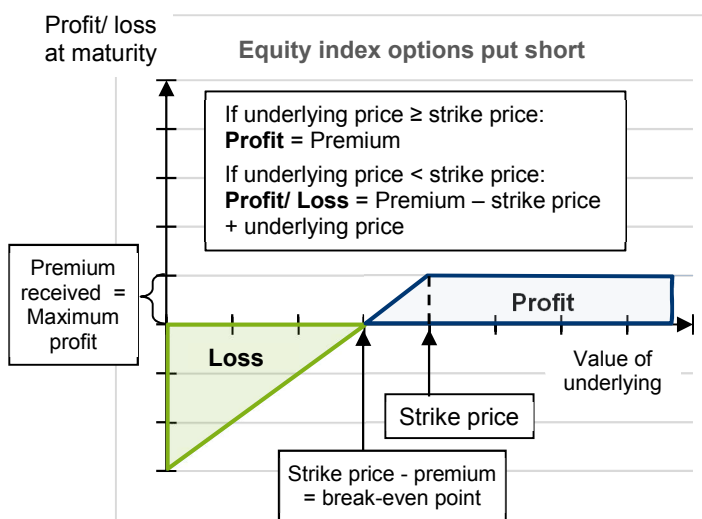 Profit/ loss
at maturity
Equity index options put short
If underlying price ≥ strike price:
Profit = Premium
If underlying price < strike price:
Profit/ Loss = Premium – strike price
+ underlying price
Premium
received =
Maximum
profit
Profit
Loss
Value of
underlying
Strike price
Strike price - premium
= break-even point